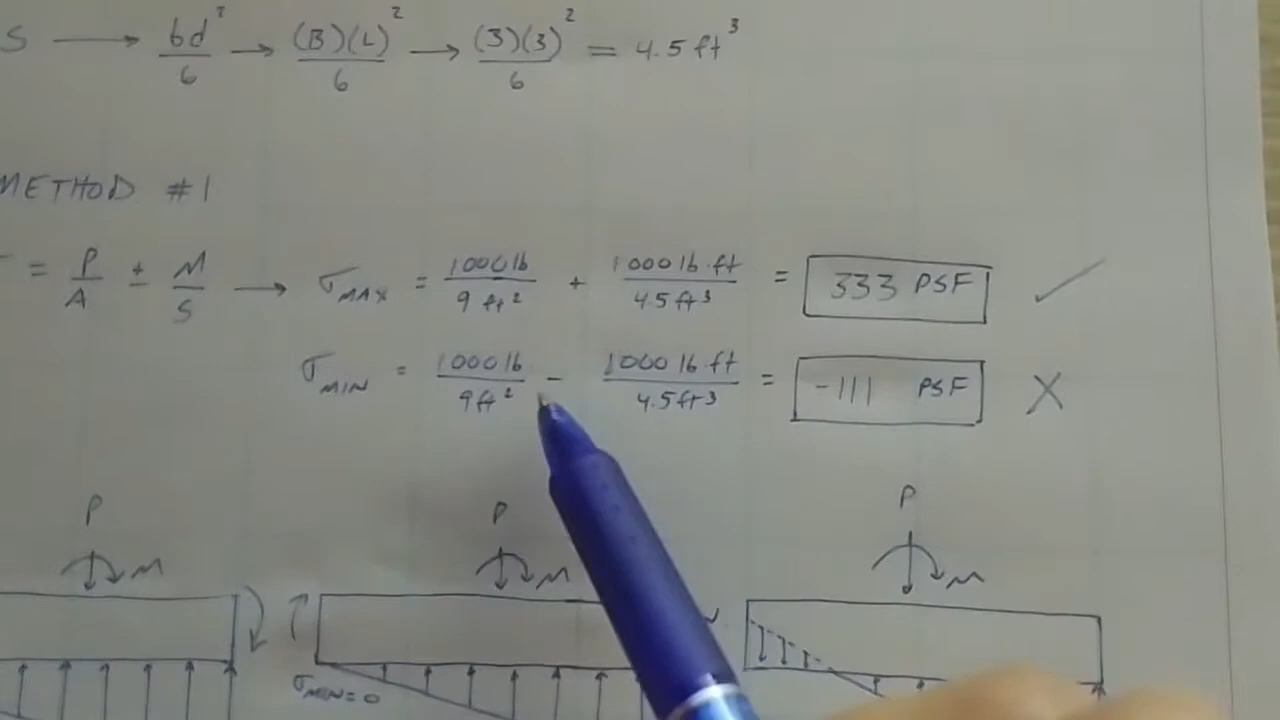 S → bd²/6 → (B)(L)²/6 → (3)(3)²/6 = 4.5 ft³
METHOD #1
= P/A ± M/S → σMAX = 1000 lb/9 ft² + 1000 lb·ft/4.5 ft³ = 333 PSF ✓
σMIN = 1000 lb/9 ft² - 1000 lb·ft/4.5 ft³ = -111 PSF X
P P P
M M M
σMIN = 0